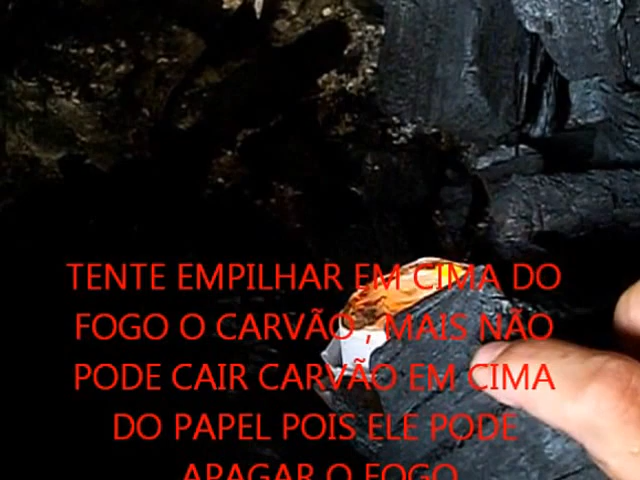 TENTE EMPILHAR EM CIMA DO
FOGO O CARVÃO , MAIS NÃO
PODE CAIR CARVÃO EM CIMA
DO PAPEL POIS ELE PODE
APAGAR O FOGO